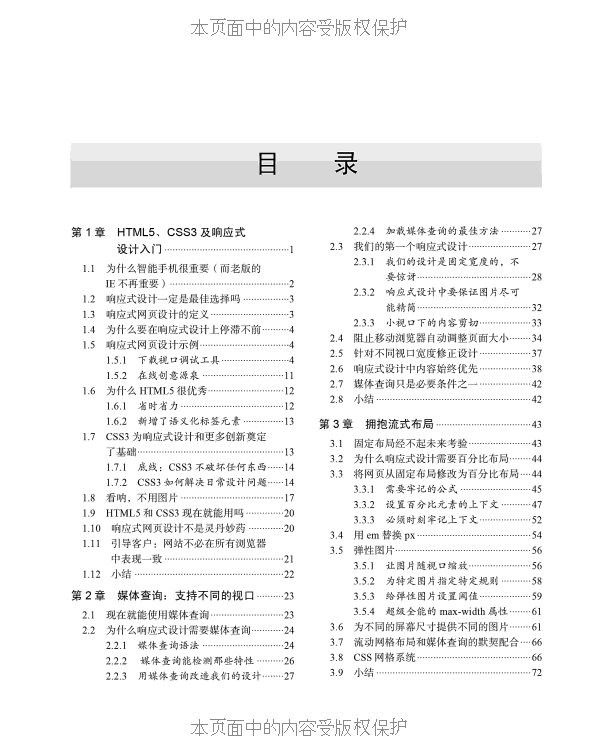 本页面中的内容受版权保护
目 录
第 1 章 HTML5、CSS3 及响应式
设计入门 1
1.1 为什么智能手机很重要（而老版的
IE 不再重要） 2
1.2 响应式设计一定是最佳选择吗 3
1.3 响应式网页设计的定义 3
1.4 为什么要在响应式设计上停滞不前 4
1.5 响应式网页设计示例 4
1.5.1 下载视口调试工具 4
1.5.2 在线创意源泉 11
1.6 为什么 HTML5 很优秀 12
1.6.1 省时省力 12
1.6.2 新增了语义化标签元素 13
1.7 CSS3 为响应式设计和更多创新奠定
了基础 13
1.7.1 底线：CSS3 不破坏任何东西 14
1.7.2 CSS3 如何解决日常设计问题 14
1.8 看呐，不用图片 17
1.9 HTML5 和 CSS3 现在就能用吗 20
1.10 响应式网页设计不是灵丹妙药 20
1.11 引导客户：网站不必在所有浏览器
中表现一致 21
1.12 小结 22
第 2 章 媒体查询：支持不同的视口 23
2.1 现在就能使用媒体查询 23
2.2 为什么响应式设计需要媒体查询 24
2.2.1 媒体查询语法 24
2.2.2 媒体查询能检测那些特性 26
2.2.3 用媒体查询改造我们的设计 27
2.2.4 加载媒体查询的最佳方法 27
2.3 我们的第一个响应式设计 27
2.3.1 我们的设计是固定宽度的，不
要惊讶 28
2.3.2 响应式设计中要保证图片尽可
能精简 32
2.3.3 小视口下的内容剪切 33
2.4 阻止移动浏览器自动调整页面大小 34
2.5 针对不同视口宽度修正设计 37
2.6 响应式设计中内容始终优先 38
2.7 媒体查询只是必要条件之一 42
2.8 小结 42
第 3 章 拥抱流式布局 43
3.1 固定布局经不起未来考验 43
3.2 为什么响应式设计需要百分比布局 44
3.3 将网页从固定布局修改为百分比布局 44
3.3.1 需要牢记的公式 45
3.3.2 设置百分比元素的上下文 47
3.3.3 必须时刻牢记上下文 52
3.4 用 em 替换 px 54
3.5 弹性图片 56
3.5.1 让图片随视口缩放 56
3.5.2 为特定图片指定特定规则 58
3.5.3 给弹性图片设置阈值 59
3.5.4 超级全能的 max-width 属性 61
3.6 为不同的屏幕尺寸提供不同的图片 61
3.7 流动网格布局和媒体查询的默契配合 66
3.8 CSS 网格系统 66
3.9 小结 72
本页面中的内容受版权保护